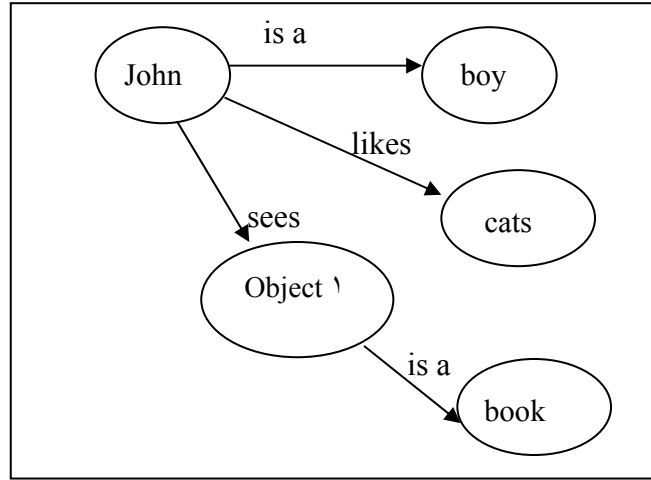 is a
John
boy
likes
cats
sees
Object ١
is a
book